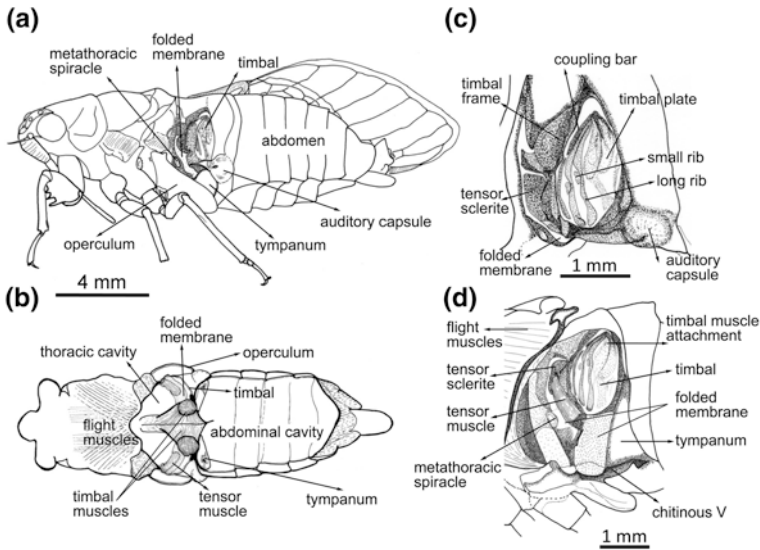 (a)
folded
membrane
metathoracic
spiracle
timbal
abdomen
auditory capsule
operculum
tympanum
4 mm
(b)
folded
membrane
thoracic cavity
operculum
timbal
flight
muscles
abdominal cavity
timbal
muscles
tensor
muscle
tympanum
(c)
coupling bar
timbal
frame
timbal plate
small rib
long rib
tensor
sclerite
folded
membrane
1 mm
auditory
capsule
(d)
flight
muscles
timbal muscle
attachment
tensor
sclerite
timbal
tensor
muscle
folded
membrane
tympanum
metathoracic
spiracle
chitinous V
1 mm